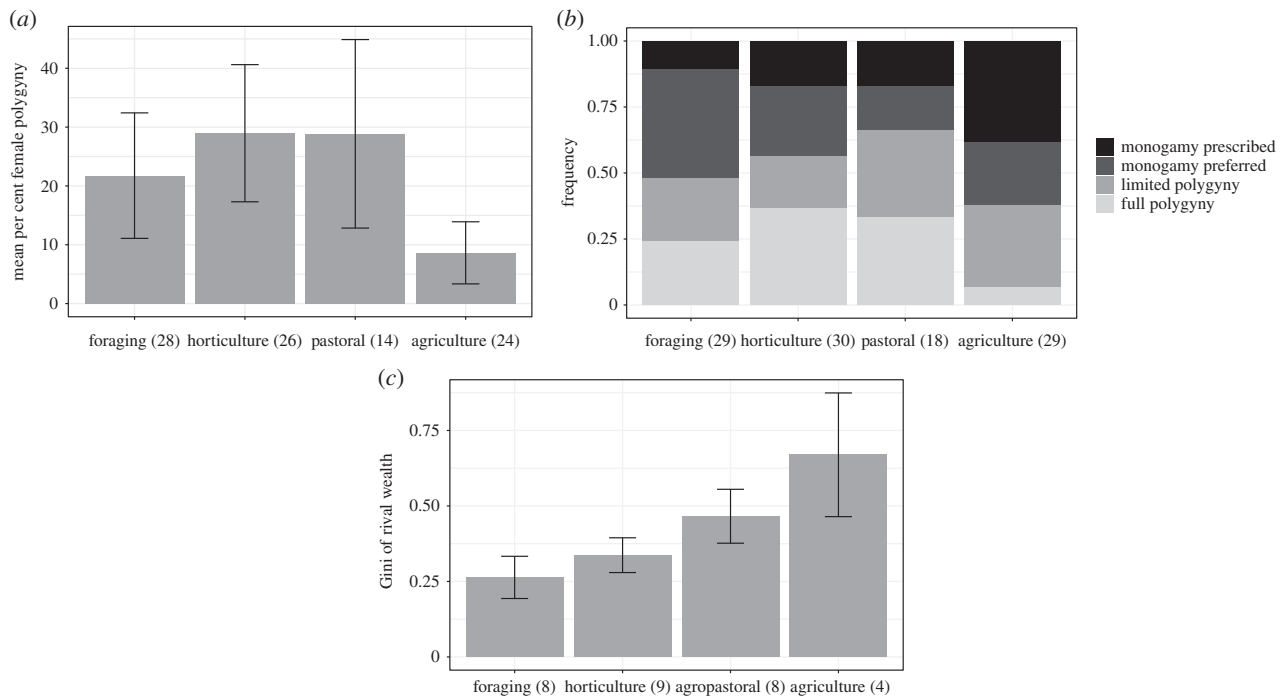 (a)
mean per cent female polygyny
40
30
20
10
0
foraging (28) horticulture (26) pastoral (14) agriculture (24)
(b)
frequency
1.00
0.75
0.50
0.25
0
foraging (29) horticulture (30) pastoral (18) agriculture (29)
monogamy prescribed
monogamy preferred
limited polygyny
full polygyny
(c)
Gini of rival wealth
0.75
0.50
0.25
0
foraging (8) horticulture (9) agropastoral (8) agriculture (4)